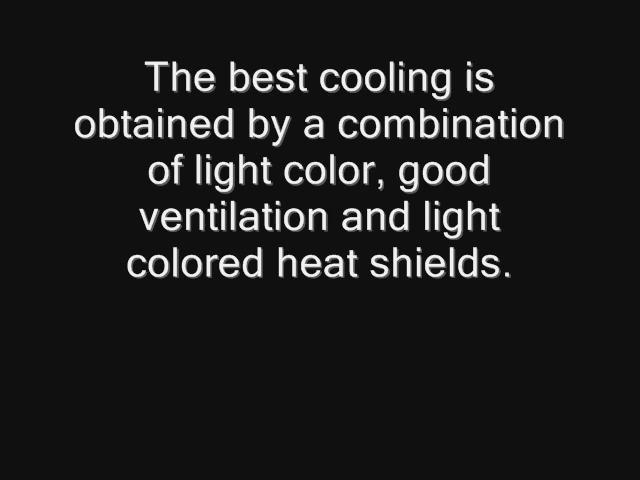 The best cooling is
obtained by a combination
of light color, good
ventilation and light
colored heat shields.